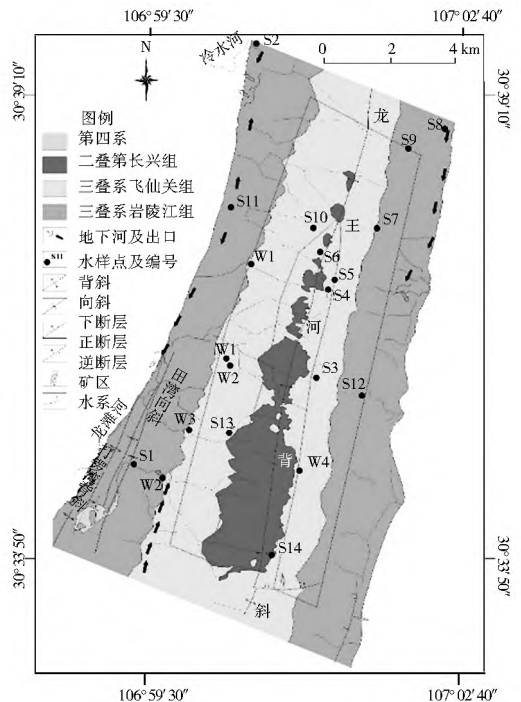 106°59′30″
107°02′40″
N
冷水河
S2
0 2 4 km
30°39′10″
30°39′10″
图例
第四系
二叠第长兴组
三叠系飞仙关组
三叠系岩陵江组
地下河及出口
S11 水样点及编号
背斜
向斜
下断层
正断层
逆断层
矿区
水系
龙
王
河
背
斜
S8
S9
S11
S10
S7
W1
S6
S5
S4
W1
W2
S3
S12
田湾向斜
龙滩河
W3
S13
S1
W2
W4
S14
30°33′50″
30°33′50″
106°59′30″
107°02′40″